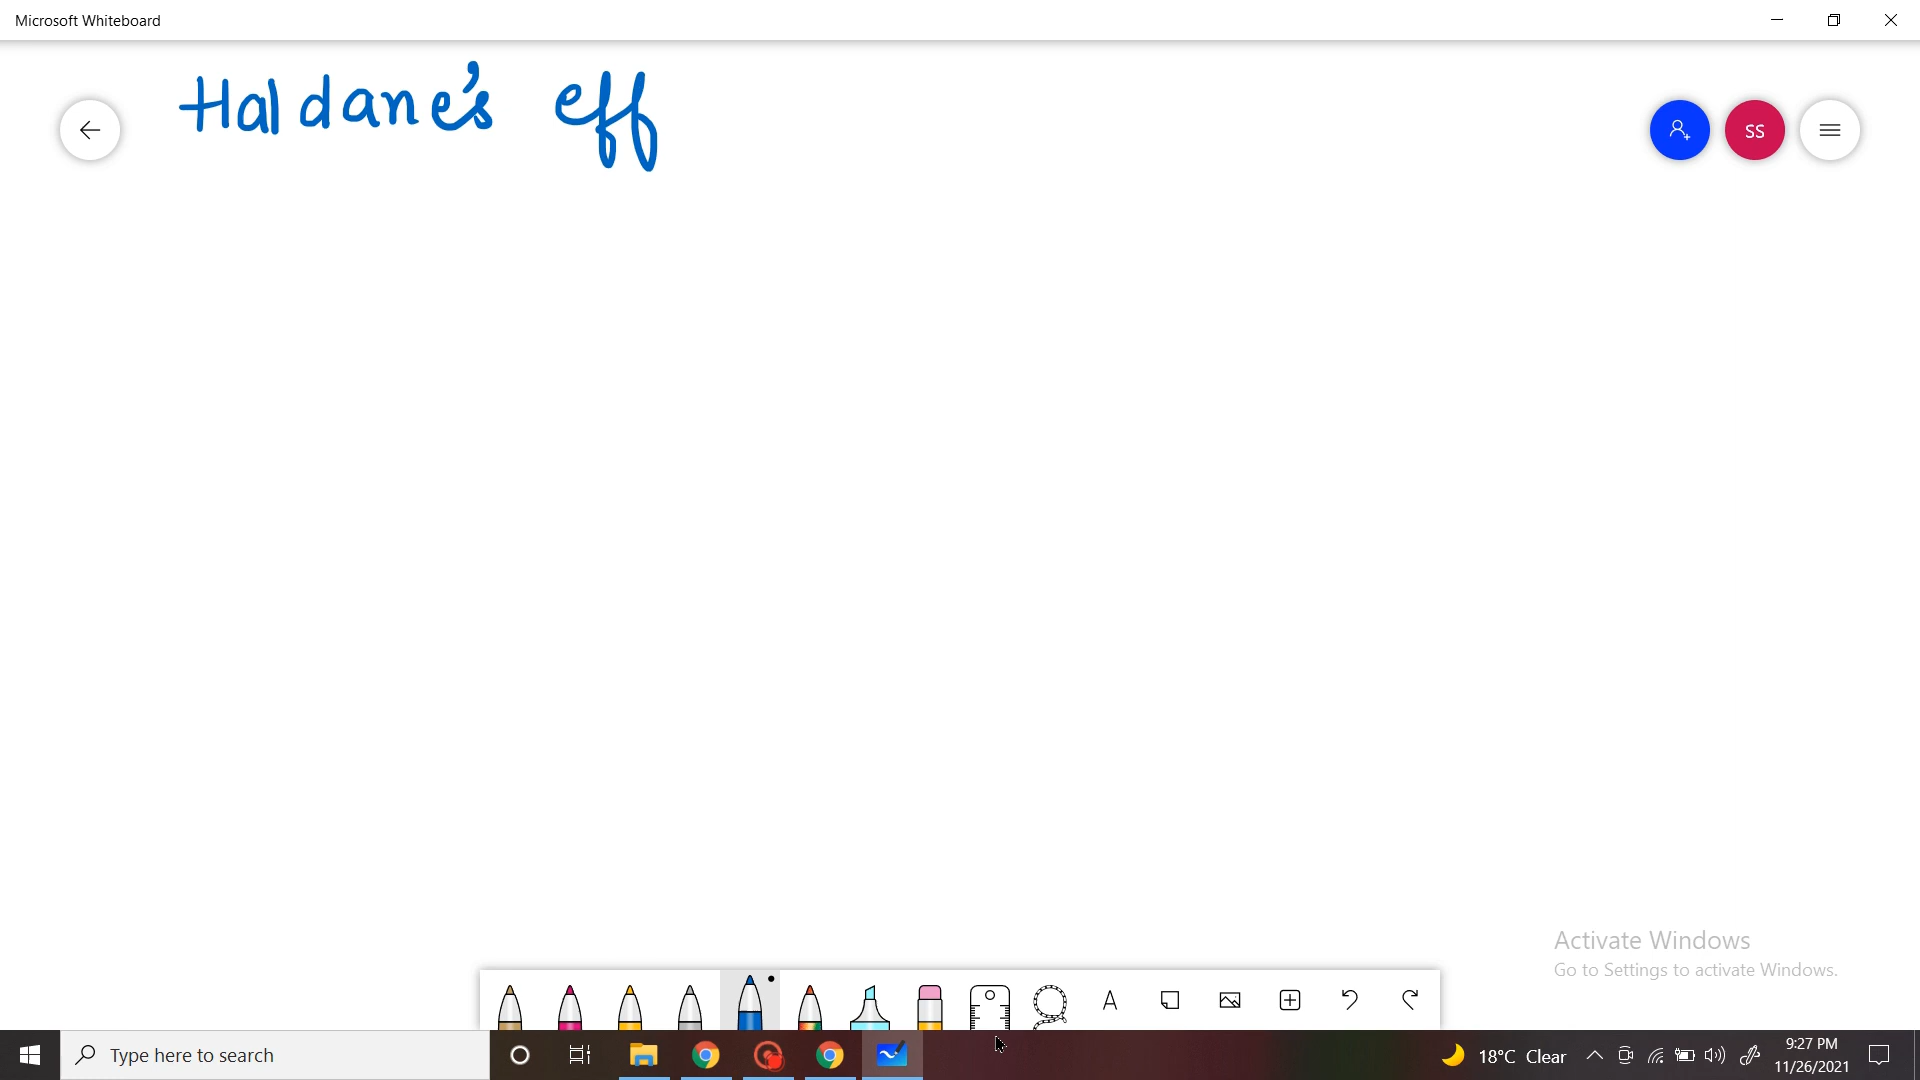 Microsoft Whiteboard
Haldane's eff
SS
Activate Windows
Go to Settings to activate Windows.
Type here to search
18°C Clear
9:27 PM
11/26/2021